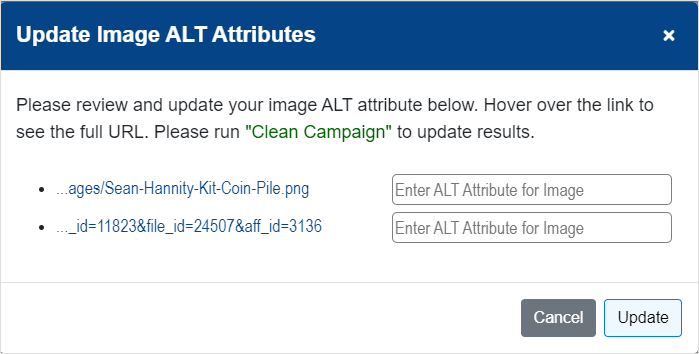 Update Image ALT Attributes ×
Please review and update your image ALT attribute below. Hover over the link to
see the full URL. Please run "Clean Campaign" to update results.
• ...ages/Sean-Hannity-Kit-Coin-Pile.png Enter ALT Attribute for Image
• ..._id=11823&file_id=24507&aff_id=3136 Enter ALT Attribute for Image
Cancel Update